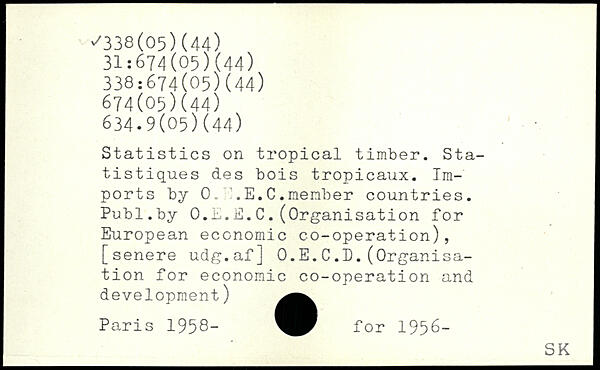 ✓338(05)(44)
31:674(05)(44)
338:674(05)(44)
674(05)(44)
634.9(05)(44)
Statistics on tropical timber. Sta-
tistiques des bois tropicaux. Im-
ports by O.E.E.C.member countries.
Publ.by O.E.E.C.(Organisation for
European economic co-operation),
[senere udg.af] O.E.C.D.(Organisa-
tion for economic co-operation and
development)
Paris 1958- for 1956-
SK